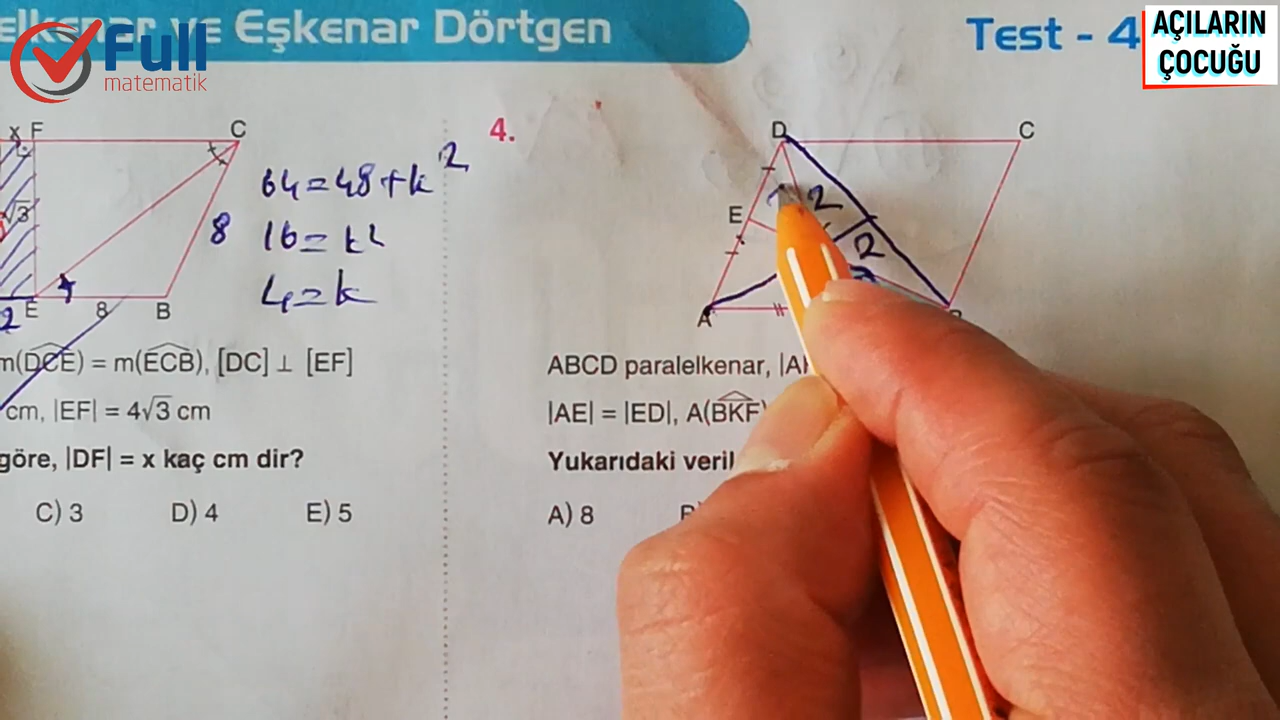 elkenar ve Eşkenar Dörtgen
Full
matematik
Test - 4
AÇILARIN
ÇOCUĞU
x F
C
√3
8
E
8
B
2
64 = 48 + k²
16 = k²
4 = k
m(DCE) = m(ECB), [DC] ⊥ [EF]
cm, |EF| = 4√3 cm
göre, |DF| = x kaç cm dir?
C) 3 D) 4 E) 5
4.
D
C
E
2
2
A
ABCD paralelkenar,
|AE| = |ED|, A(BKF)
Yukarıdaki
A) 8